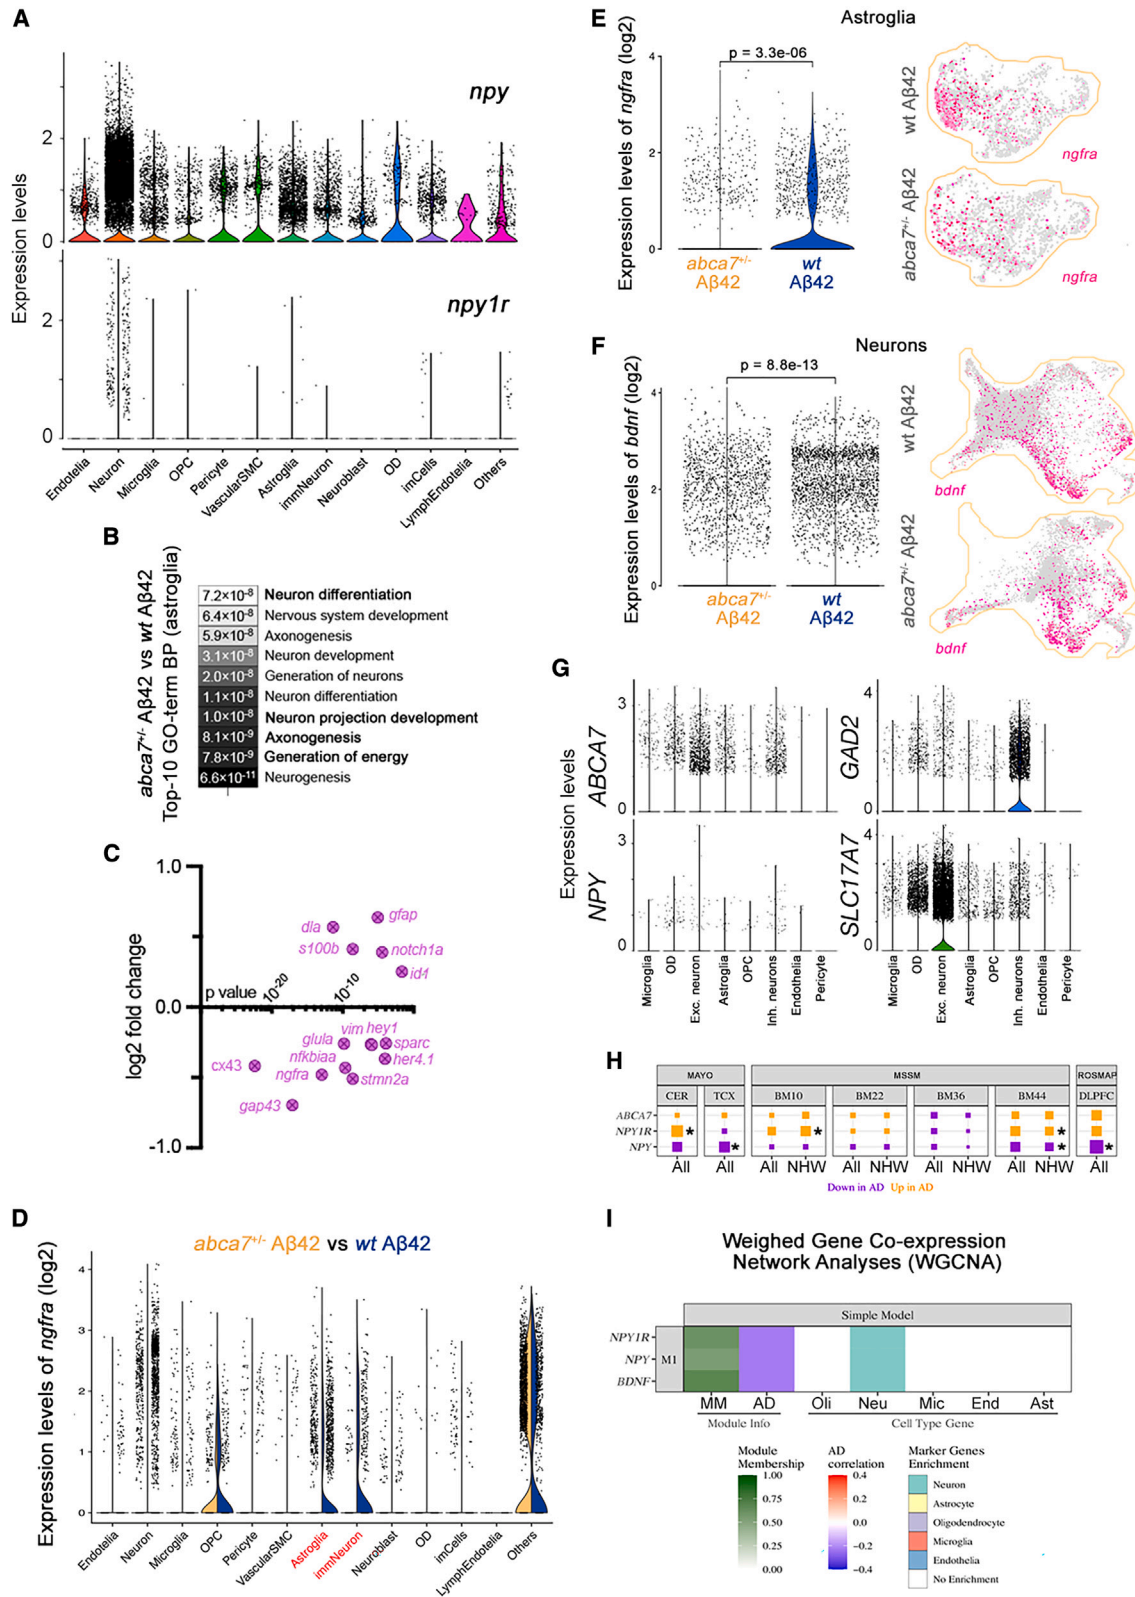 A
npy
2
0
npy1r
2
0
Expression levels
Endotelia
Neuron
Microglia
OPC
Pericyte
VascularSMC
Astroglia
immNeuron
Neuroblast
OD
imCells
LymphEndotelia
Others
B
abca7+/- Aβ42 vs wt Aβ42
Top-10 GO-term BP (astroglia)
7.2×10-8 Neuron differentiation
6.4×10-8 Nervous system development
5.9×10-8 Axonogenesis
3.1×10-8 Neuron development
2.0×10-8 Generation of neurons
1.1×10-8 Neuron differentiation
1.0×10-8 Neuron projection development
8.1×10-9 Axonogenesis
7.8×10-9 Generation of energy
6.6×10-11 Neurogenesis
C
1.0
0.0
-1.0
log2 fold change
p value
10-20
10-10
dla
gfap
s100b
notch1a
id1
glula
vim
hey1
sparc
nfkbiaa
her4.1
cx43
ngfra
stmn2a
gap43
D
abca7+/- Aβ42 vs wt Aβ42
Expression levels of ngfra (log2)
4
3
2
1
0
Endotelia
Neuron
Microglia
OPC
Pericyte
VascularSMC
Astroglia
immNeuron
Neuroblast
OD
imCells
LymphEndotelia
Others
E
Astroglia
Expression levels of ngfra (log2)
4
2
0
p = 3.3e-06
abca7+/-
Aβ42
wt
Aβ42
wt Aβ42
ngfra
abca7+/- Aβ42
ngfra
F
Neurons
Expression levels of bdnf (log2)
4
2
0
p = 8.8e-13
abca7+/-
Aβ42
wt
Aβ42
wt Aβ42
bdnf
abca7+/- Aβ42
bdnf
G
Expression levels
ABCA7
3
0
GAD2
4
0
NPY
3
0
SLC17A7
4
0
Microglia
OD
Exc. neuron
Astroglia
OPC
Inh. neurons
Endotelia
Pericyte
Microglia
OD
Exc. neuron
Astroglia
OPC
Inh. neurons
Endotelia
Pericyte
H
MAYO MSSM ROSMAP
CER TCX BM10 BM22 BM36 BM44 DLPFC
ABCA7
NPY1R * * *
NPY * * *
All All All NHW All NHW All NHW All NHW All
Down in AD Up in AD
I
Weighed Gene Co-expression
Network Analyses (WGCNA)
Simple Model
NPY1R
NPY
BDNF
M1
MM AD Oli Neu Mic End Ast
Module Info Cell Type Gene
Module
Membership
1.00
0.75
0.50
0.25
0.00
AD
correlation
0.4
0.2
0.0
−0.2
−0.4
Marker Genes
Enrichment
Neuron
Astrocyte
Oligodendrocyte
Microglia
Endothelia
No Enrichment